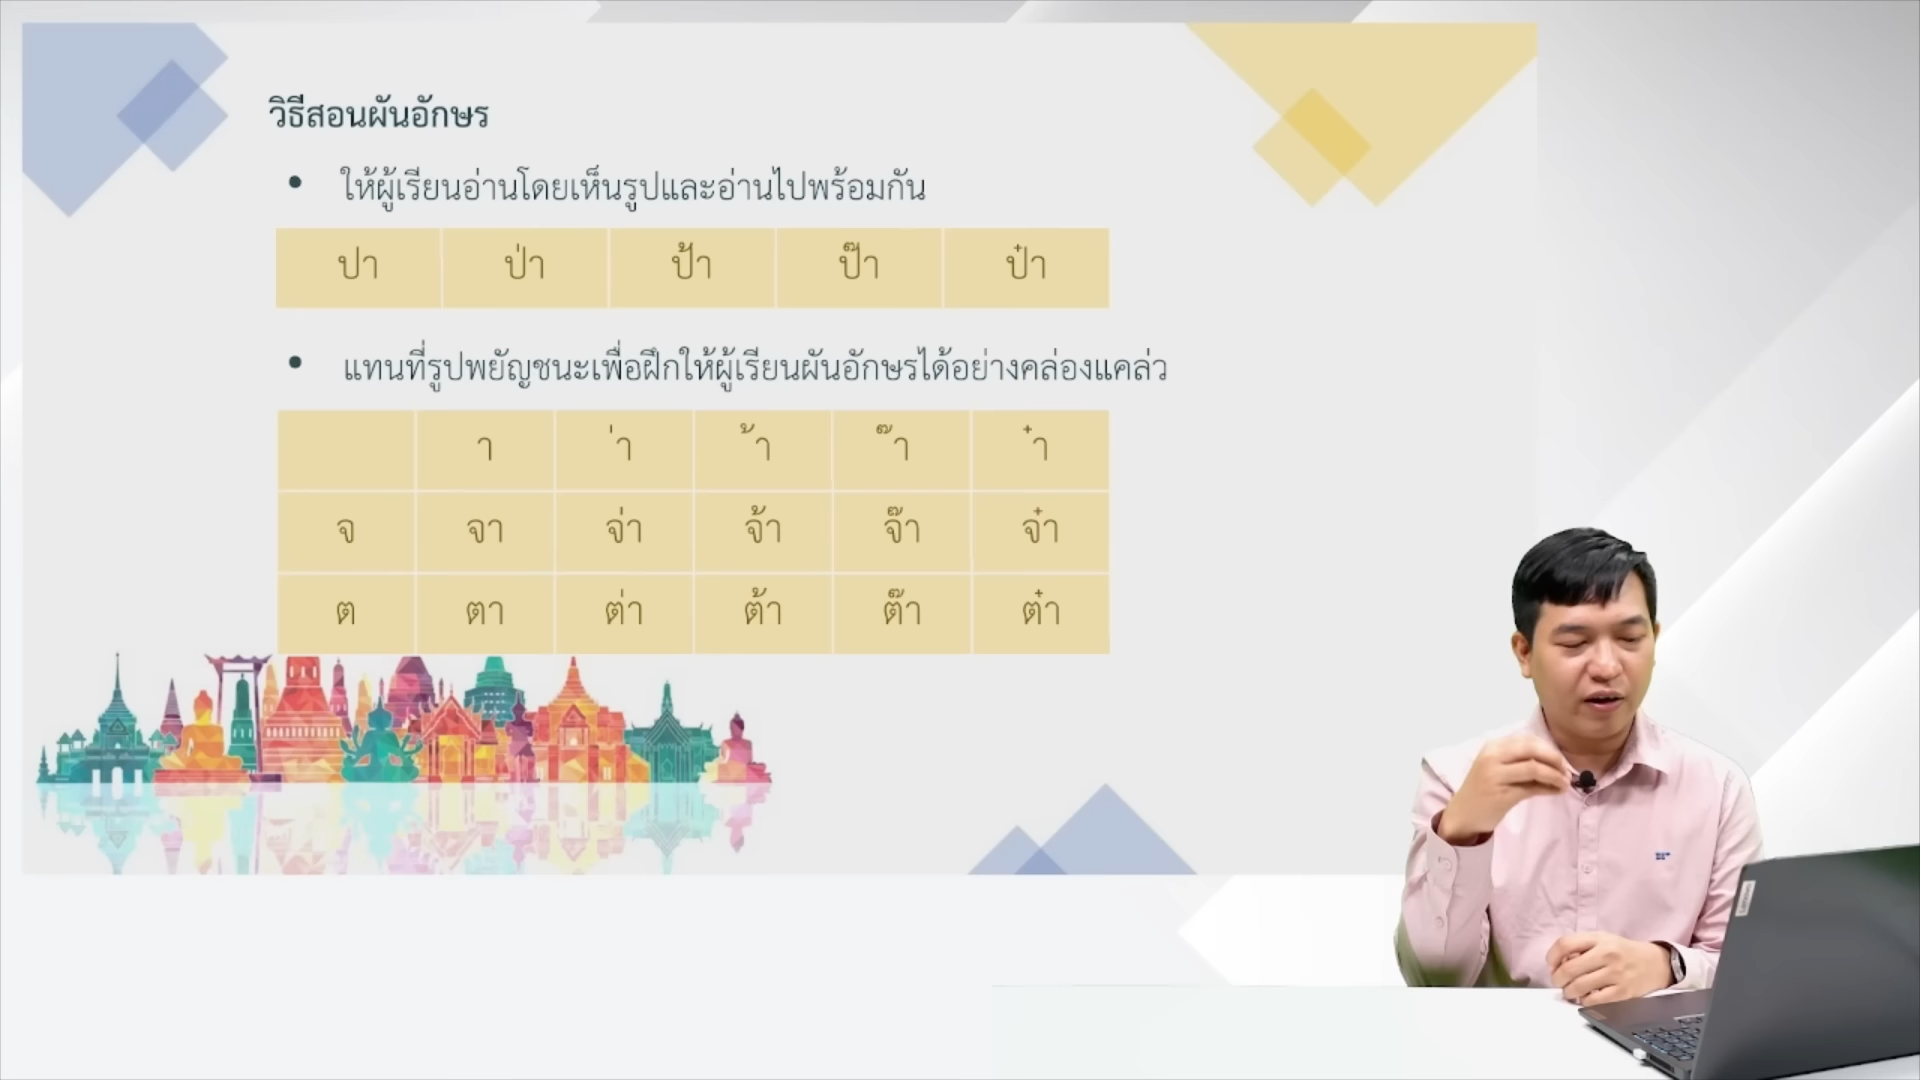 วิธีสอนผันอักษร
• ให้ผู้เรียนอ่านโดยเห็นรูปและอ่านไปพร้อมกัน
ปา ป่า ป้า ป๊า ป๋า
• แทนที่รูปพยัญชนะเพื่อฝึกให้ผู้เรียนผันอักษรได้อย่างคล่องแคล่ว
า ่า ้า ๊า ๋า
จ จา จ่า จ้า จ๊า จ๋า
ต ตา ต่า ต้า ต๊า ต๋า